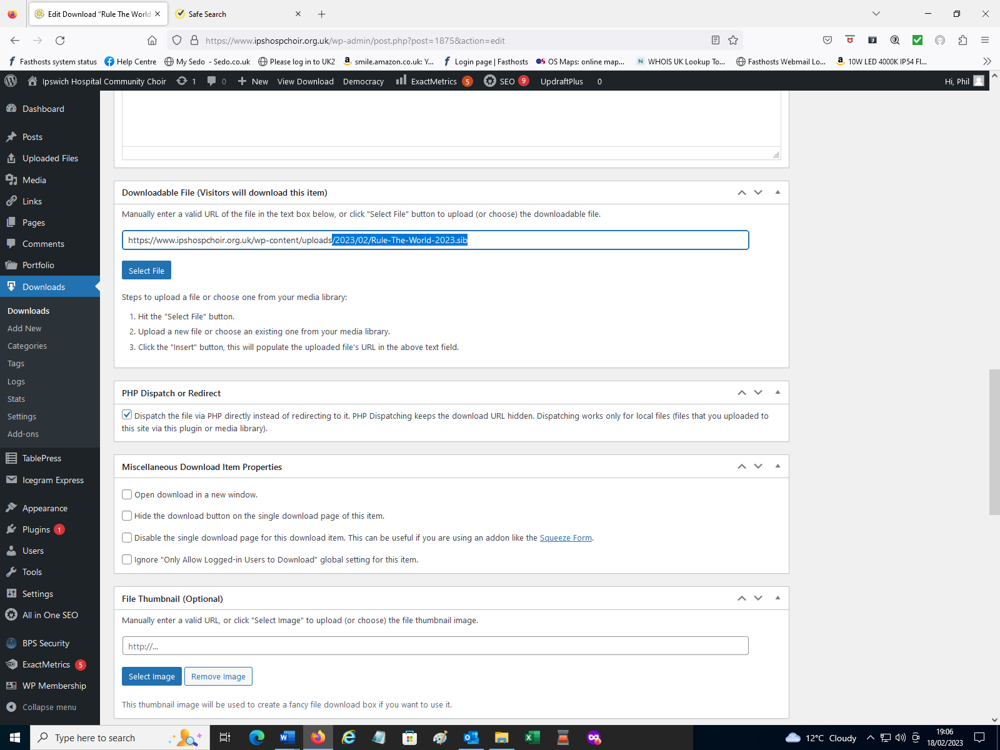 Edit Download "Rule The World
Safe Search
https://www.ipshospchoir.org.uk/wp-admin/post.php?post=1875&action=edit
Fasthosts system status
Help Centre
My Sedo - Sedo.co.uk
Please log in to UK2
smile.amazon.co.uk: Y...
Login page | Fasthosts
OS Maps: online map...
WHOIS UK Lookup To...
Fasthosts Webmail Lo...
10W LED 4000K IP54 Fl...
Ipswich Hospital Community Choir
1
0
New
View Download
Democracy
ExactMetrics 5
SEO 9
UpdraftPlus
0
Hi, Phil
Dashboard
Posts
Uploaded Files
Media
Links
Pages
Comments
Portfolio
Downloads
Downloads
Add New
Categories
Tags
Logs
Stats
Settings
Add-ons
TablePress
Icegram Express
Appearance
Plugins 1
Users
Tools
Settings
All in One SEO
BPS Security
ExactMetrics 5
WP Membership
Collapse menu
Downloadable File (Visitors will download this item)
Manually enter a valid URL of the file in the text box below, or click "Select File" button to upload (or choose) the downloadable file.
https://www.ipshospchoir.org.uk/wp-content/uploads/2023/02/Rule-The-World-2023.sib
Select File
Steps to upload a file or choose one from your media library:
1. Hit the "Select File" button.
2. Upload a new file or choose an existing one from your media library.
3. Click the "Insert" button, this will populate the uploaded file's URL in the above text field.
PHP Dispatch or Redirect
Dispatch the file via PHP directly instead of redirecting to it. PHP Dispatching keeps the download URL hidden. Dispatching works only for local files (files that you uploaded to
this site via this plugin or media library).
Miscellaneous Download Item Properties
Open download in a new window.
Hide the download button on the single download page of this item.
Disable the single download page for this download item. This can be useful if you are using an addon like the Squeeze Form.
Ignore "Only Allow Logged-in Users to Download" global setting for this item.
File Thumbnail (Optional)
Manually enter a valid URL, or click "Select Image" to upload (or choose) the file thumbnail image.
http://...
Select Image
Remove Image
This thumbnail image will be used to create a fancy file download box if you want to use it.
Type here to search
12°C Cloudy
19:06
18/02/2023